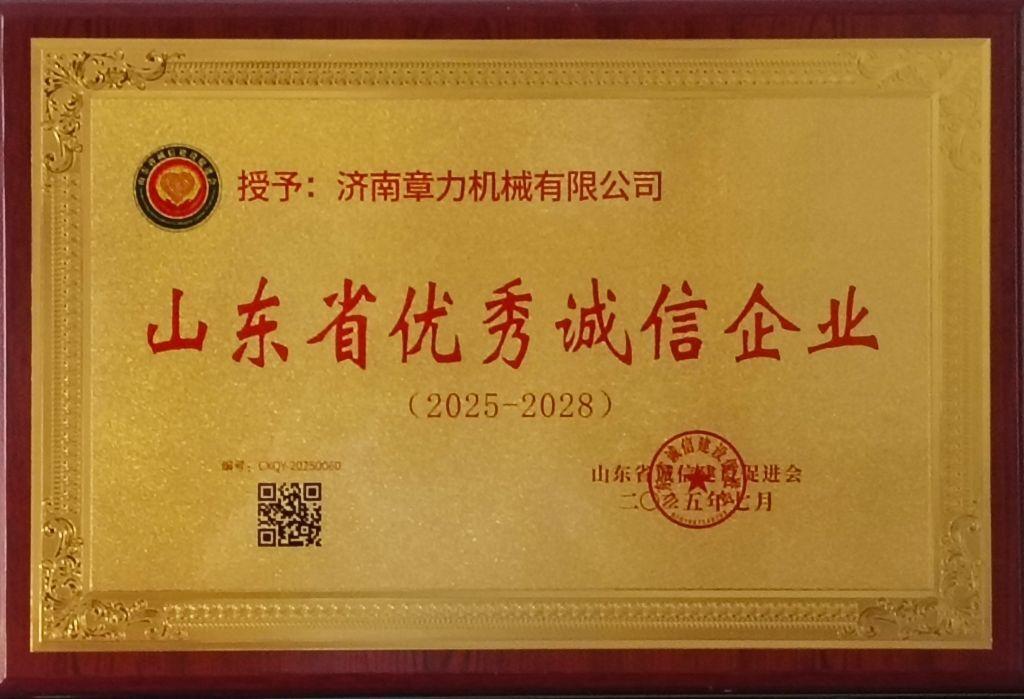 授予：济南章力机械有限公司
山东省优秀诚信企业
（2025-2028）
编号：CXQY-20250060
山东省诚信建设促进会
二〇二五年七月